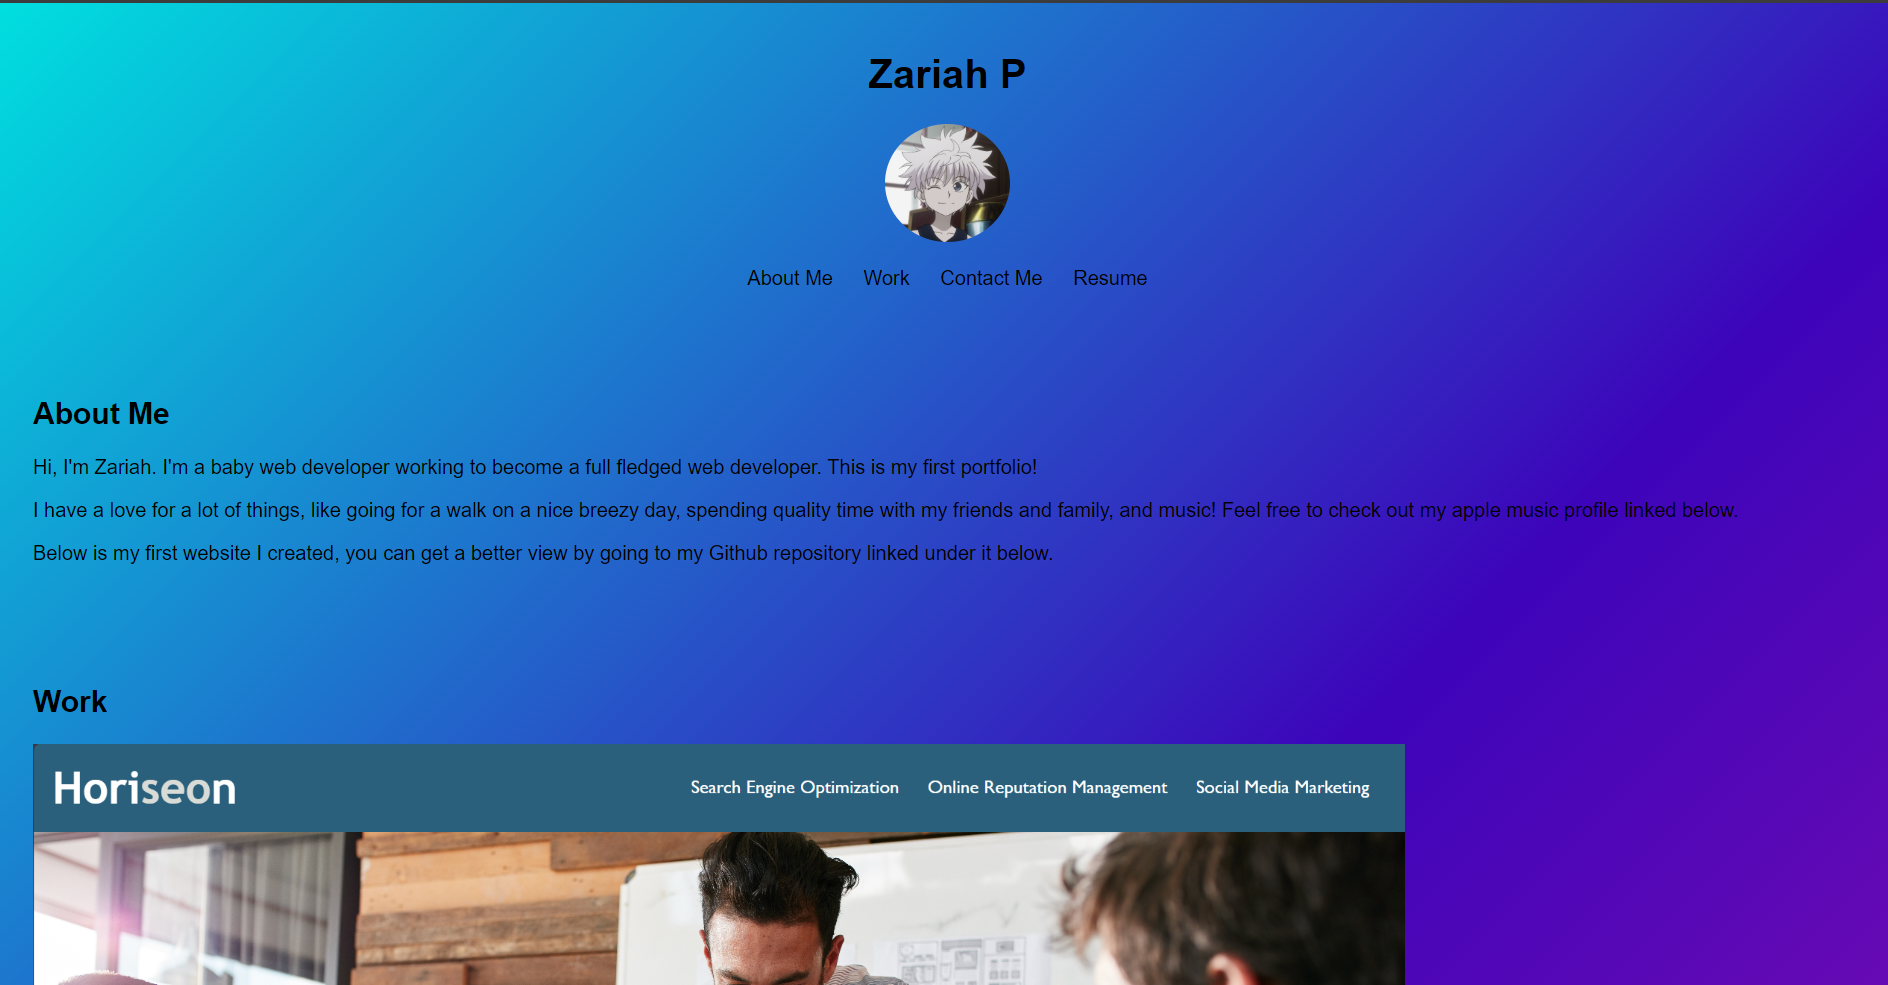 Zariah P
About Me Work Contact Me Resume
About Me
Hi, I'm Zariah. I'm a baby web developer working to become a full fledged web developer. This is my first portfolio!
I have a love for a lot of things, like going for a walk on a nice breezy day, spending quality time with my friends and family, and music! Feel free to check out my apple music profile linked below.
Below is my first website I created, you can get a better view by going to my Github repository linked under it below.
Work
Horiseon Search Engine Optimization Online Reputation Management Social Media Marketing